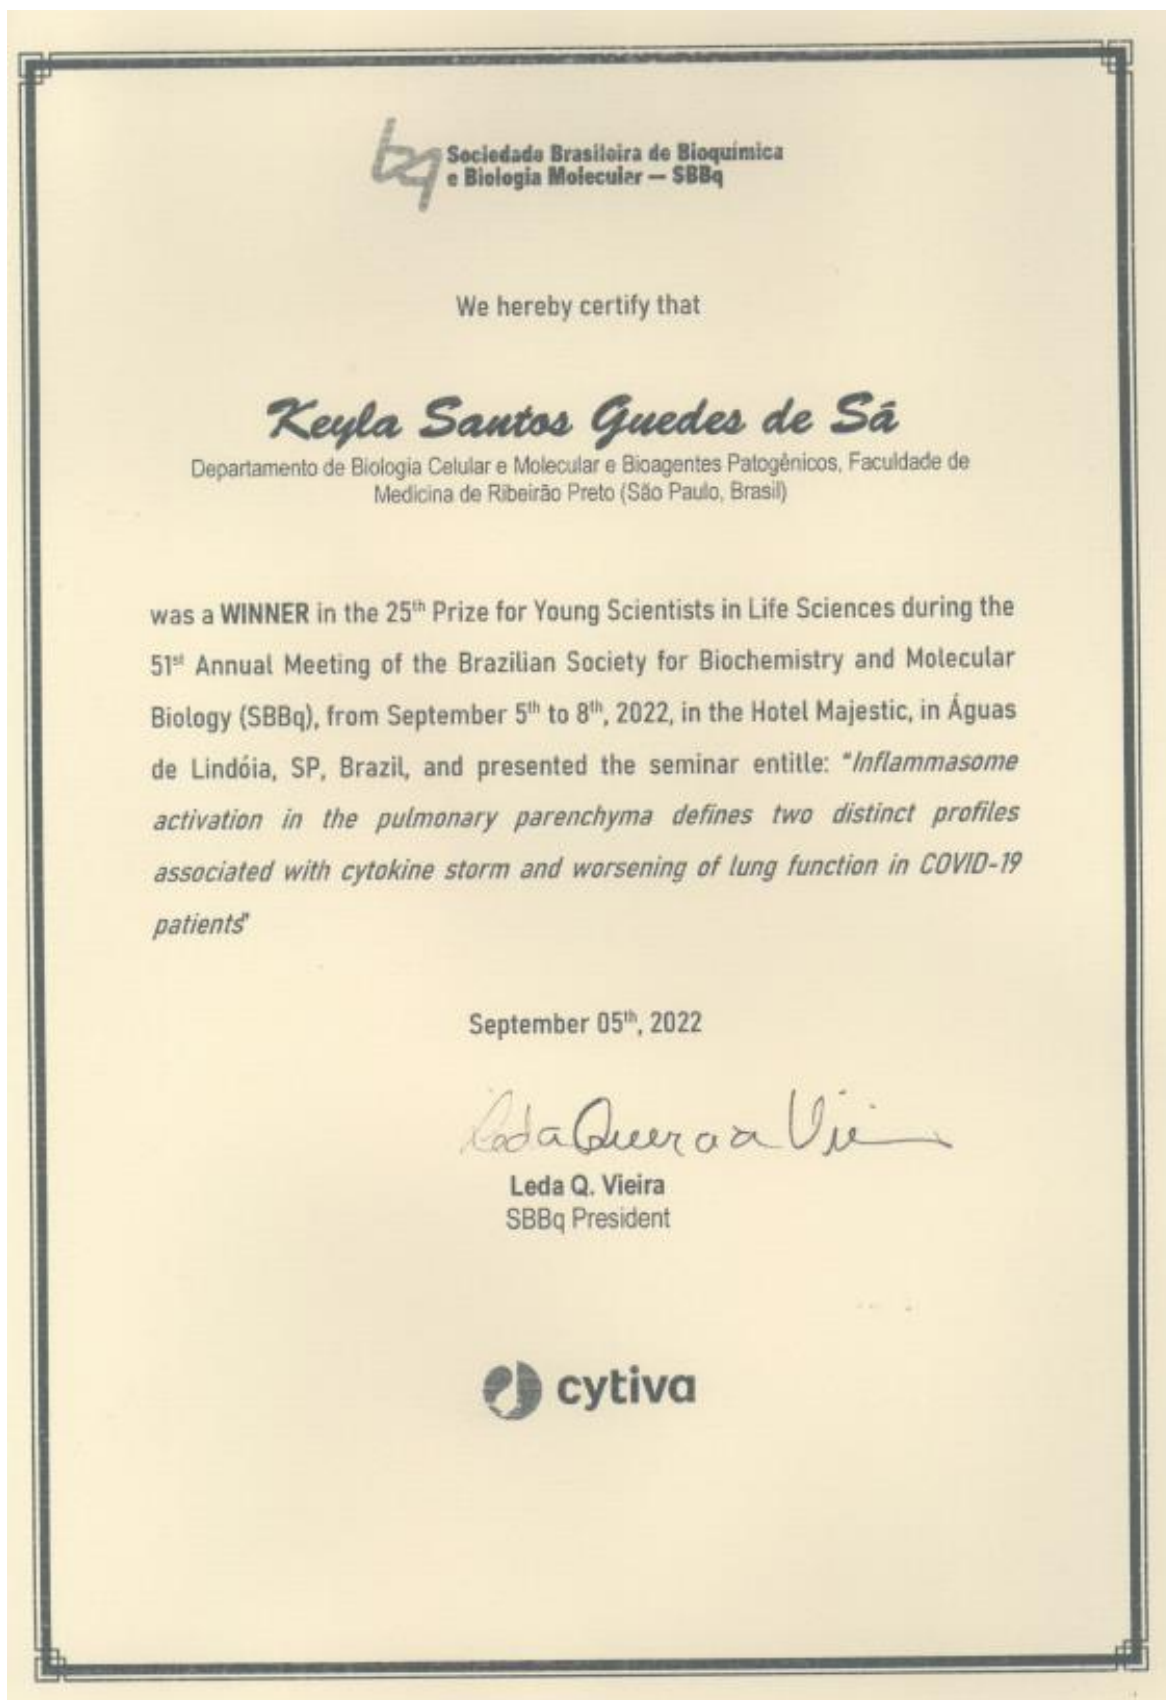 bq Sociedade Brasileira de Bioquímica
e Biologia Molecular — SBBq
We hereby certify that
Keyla Santos Guedes de Sá
Departamento de Biologia Celular e Molecular e Bioagentes Patogênicos, Faculdade de
Medicina de Ribeirão Preto (São Paulo, Brasil)
was a WINNER in the 25th Prize for Young Scientists in Life Sciences during the
51st Annual Meeting of the Brazilian Society for Biochemistry and Molecular
Biology (SBBq), from September 5th to 8th, 2022, in the Hotel Majestic, in Águas
de Lindóia, SP, Brazil, and presented the seminar entitle: "Inflammasome
activation in the pulmonary parenchyma defines two distinct profiles
associated with cytokine storm and worsening of lung function in COVID-19
patients"
September 05th, 2022
Leda Q. Vieira
SBBq President
cytiva